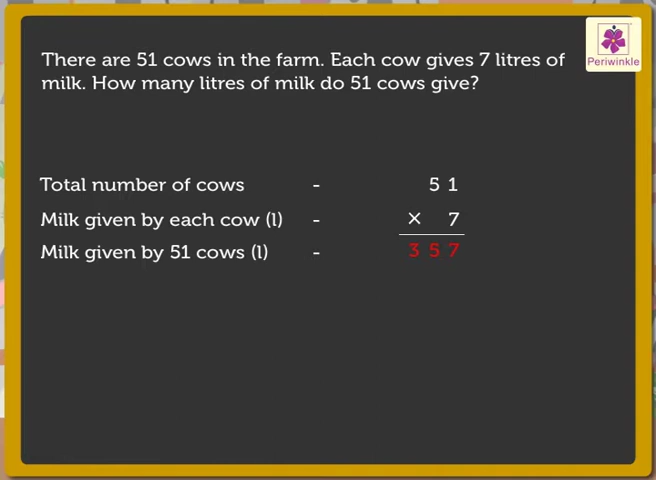 There are 51 cows in the farm. Each cow gives 7 litres of
milk. How many litres of milk do 51 cows give?
Periwinkle
Total number of cows - 5 1
Milk given by each cow (l) - × 7
Milk given by 51 cows (l) - 3 5 7